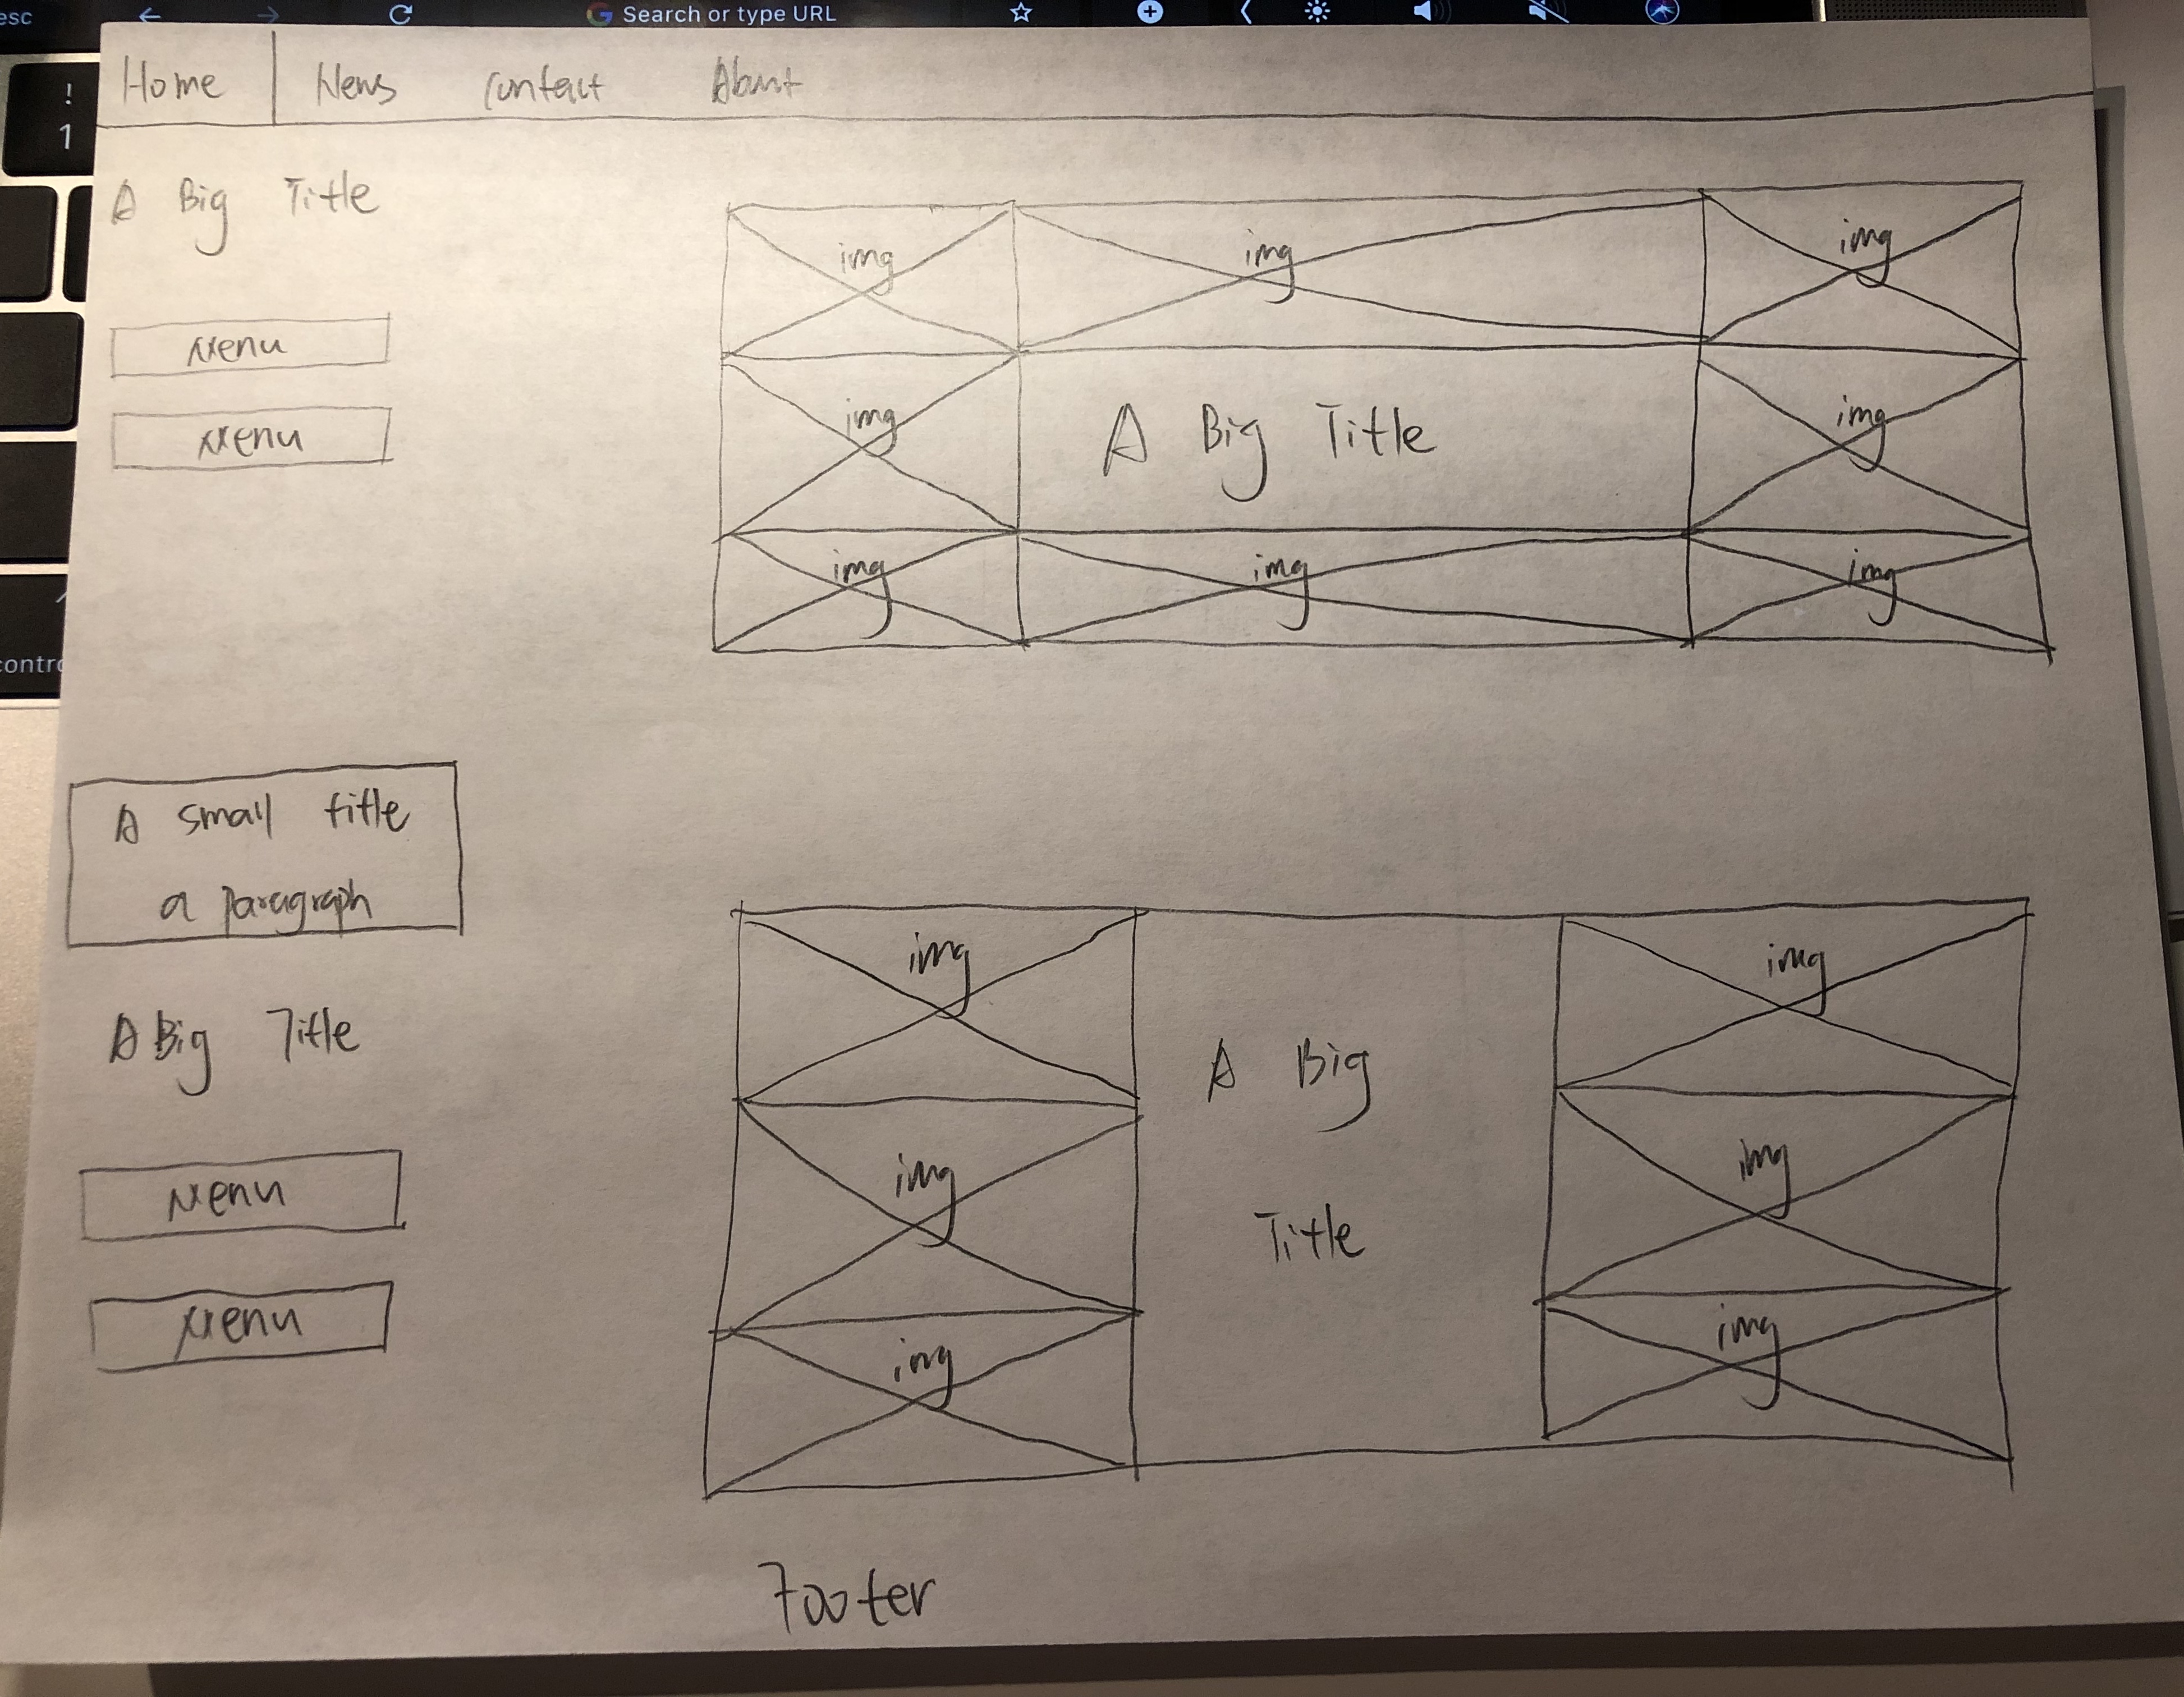 esc
Search or type URL
!
1
contro
Home News Contact About
A Big Title
Menu
Menu
img img img
img A Big Title img
img img img
A small title
a paragraph
A Big Title
Menu
Menu
img img
A Big
img img
Title
img img
Footer